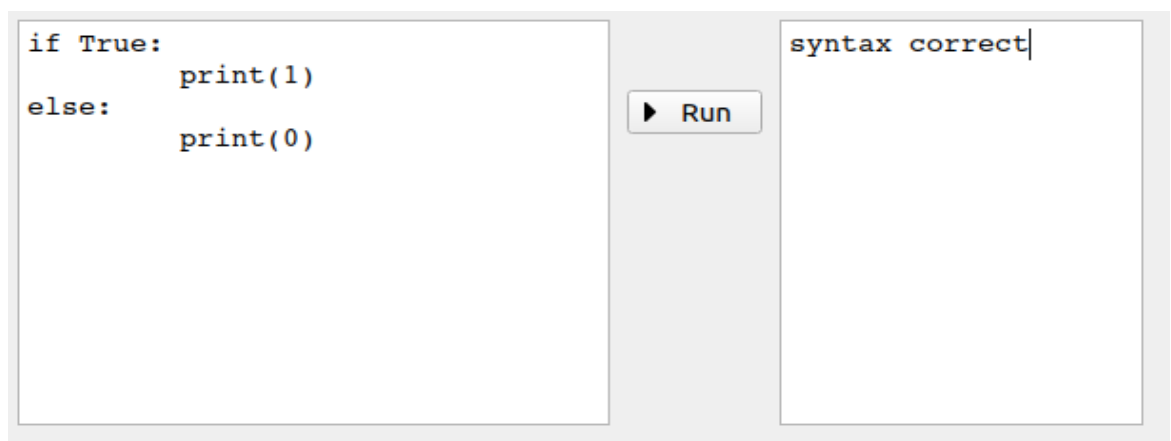 if True:
        print(1)
else:
        print(0)
Run
syntax correct